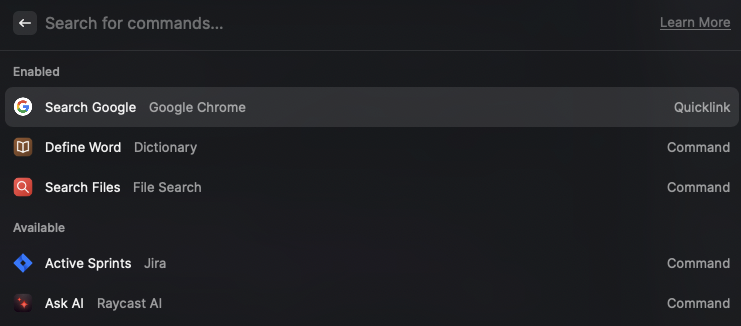 Search for commands... Learn More
Enabled
Search Google Google Chrome Quicklink
Define Word Dictionary Command
Search Files File Search Command
Available
Active Sprints Jira Command
Ask AI Raycast AI Command